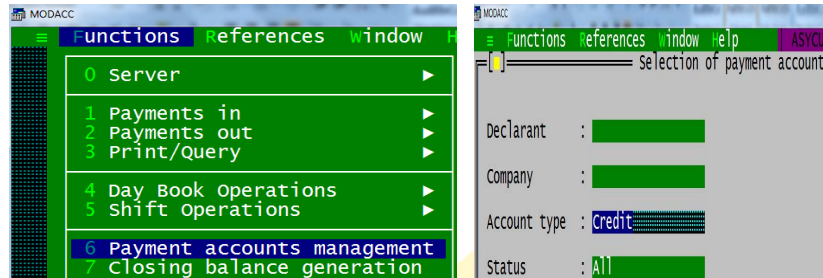 MODACC
≡ Functions References Window H
0 Server ►
1 Payments in ►
2 Payments out ►
3 Print/Query ►
4 Day Book Operations ►
5 Shift Operations ►
6 Payment accounts management
7 Closing balance generation
MODACC
≡ Functions References Window Help ASYCU
Selection of payment account
Declarant :
Company :
Account type : Credit
Status : All